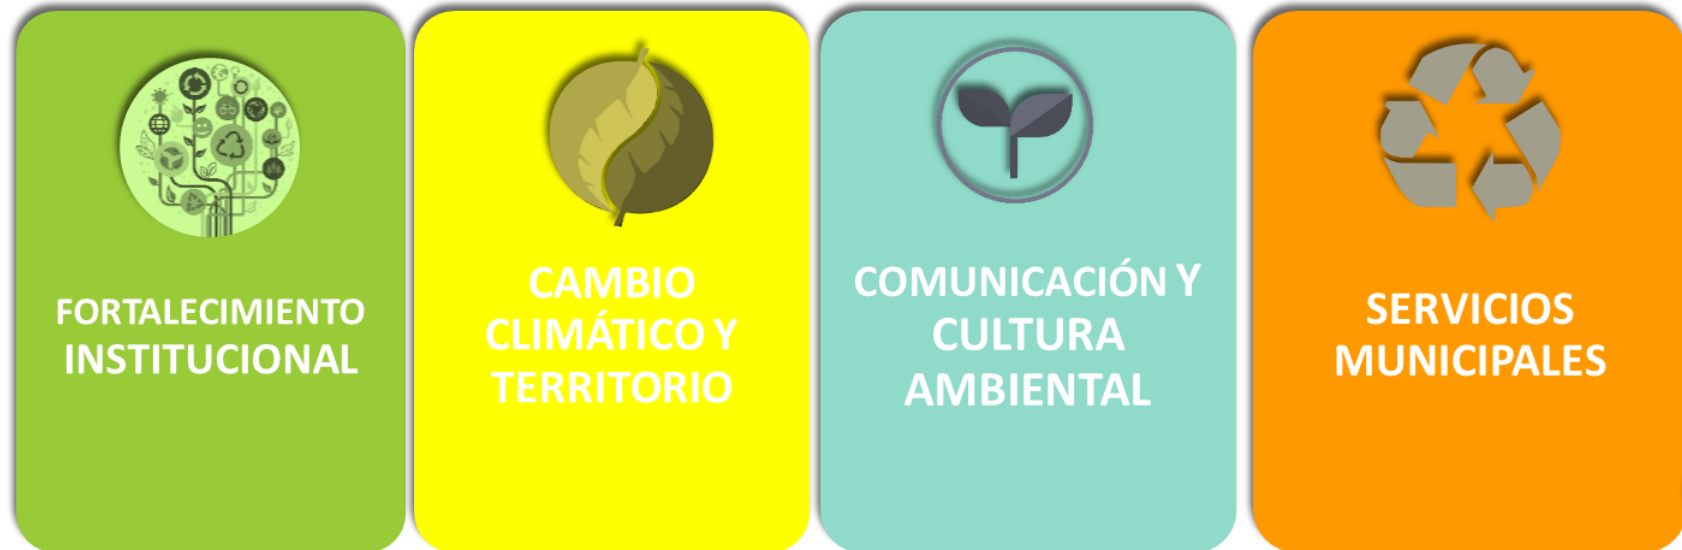 FORTALECIMIENTO
INSTITUCIONAL
CAMBIO
CLIMÁTICO Y
TERRITORIO
COMUNICACIÓN Y
CULTURA
AMBIENTAL
SERVICIOS
MUNICIPALES